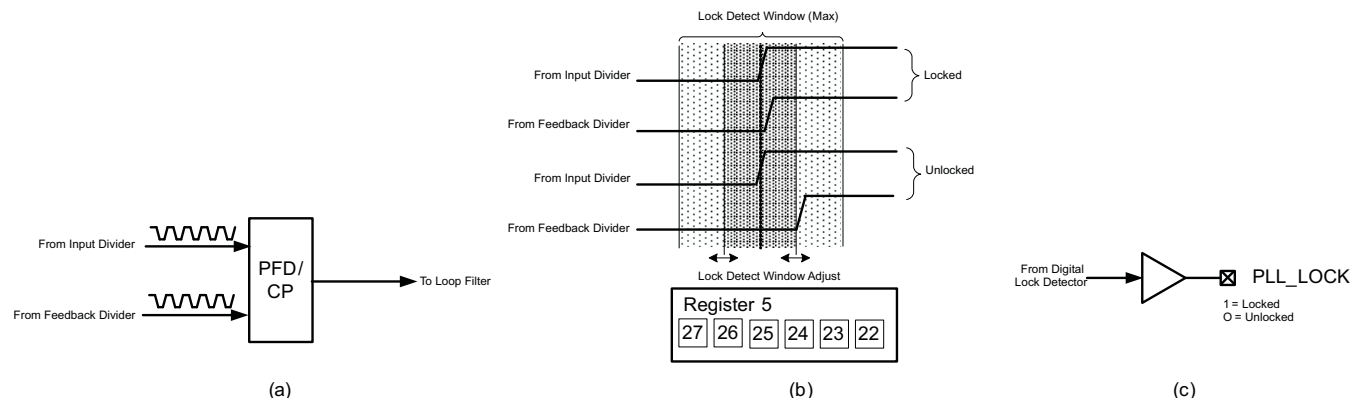 From Input Divider
From Feedback Divider
PFD/
CP
To Loop Filter
(a)
Lock Detect Window (Max)
From Input Divider
Locked
From Feedback Divider
From Input Divider
Unlocked
From Feedback Divider
Lock Detect Window Adjust
Register 5
27 26 25 24 23 22
(b)
From Digital
Lock Detector
PLL_LOCK
1 = Locked
O = Unlocked
(c)